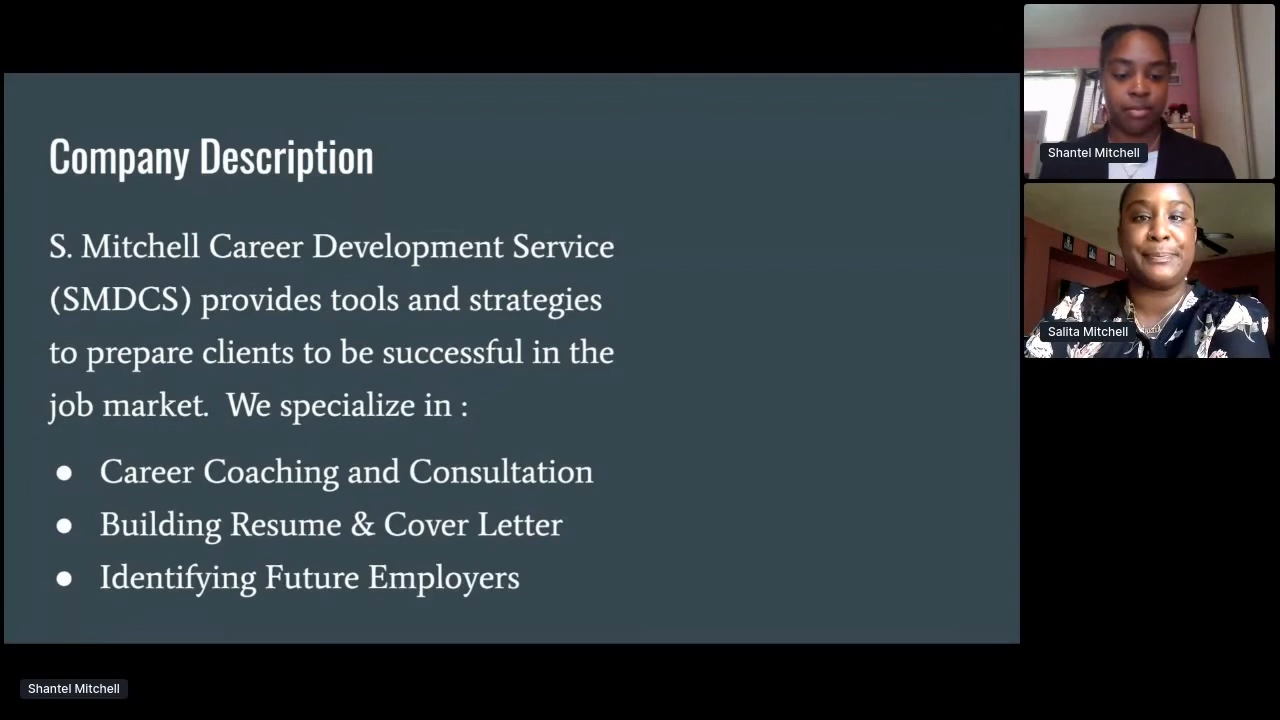 Company Description
S. Mitchell Career Development Service
(SMDCS) provides tools and strategies
to prepare clients to be successful in the
job market.  We specialize in :
● Career Coaching and Consultation
● Building Resume & Cover Letter
● Identifying Future Employers
Shantel Mitchell
Salita Mitchell
Shantel Mitchell